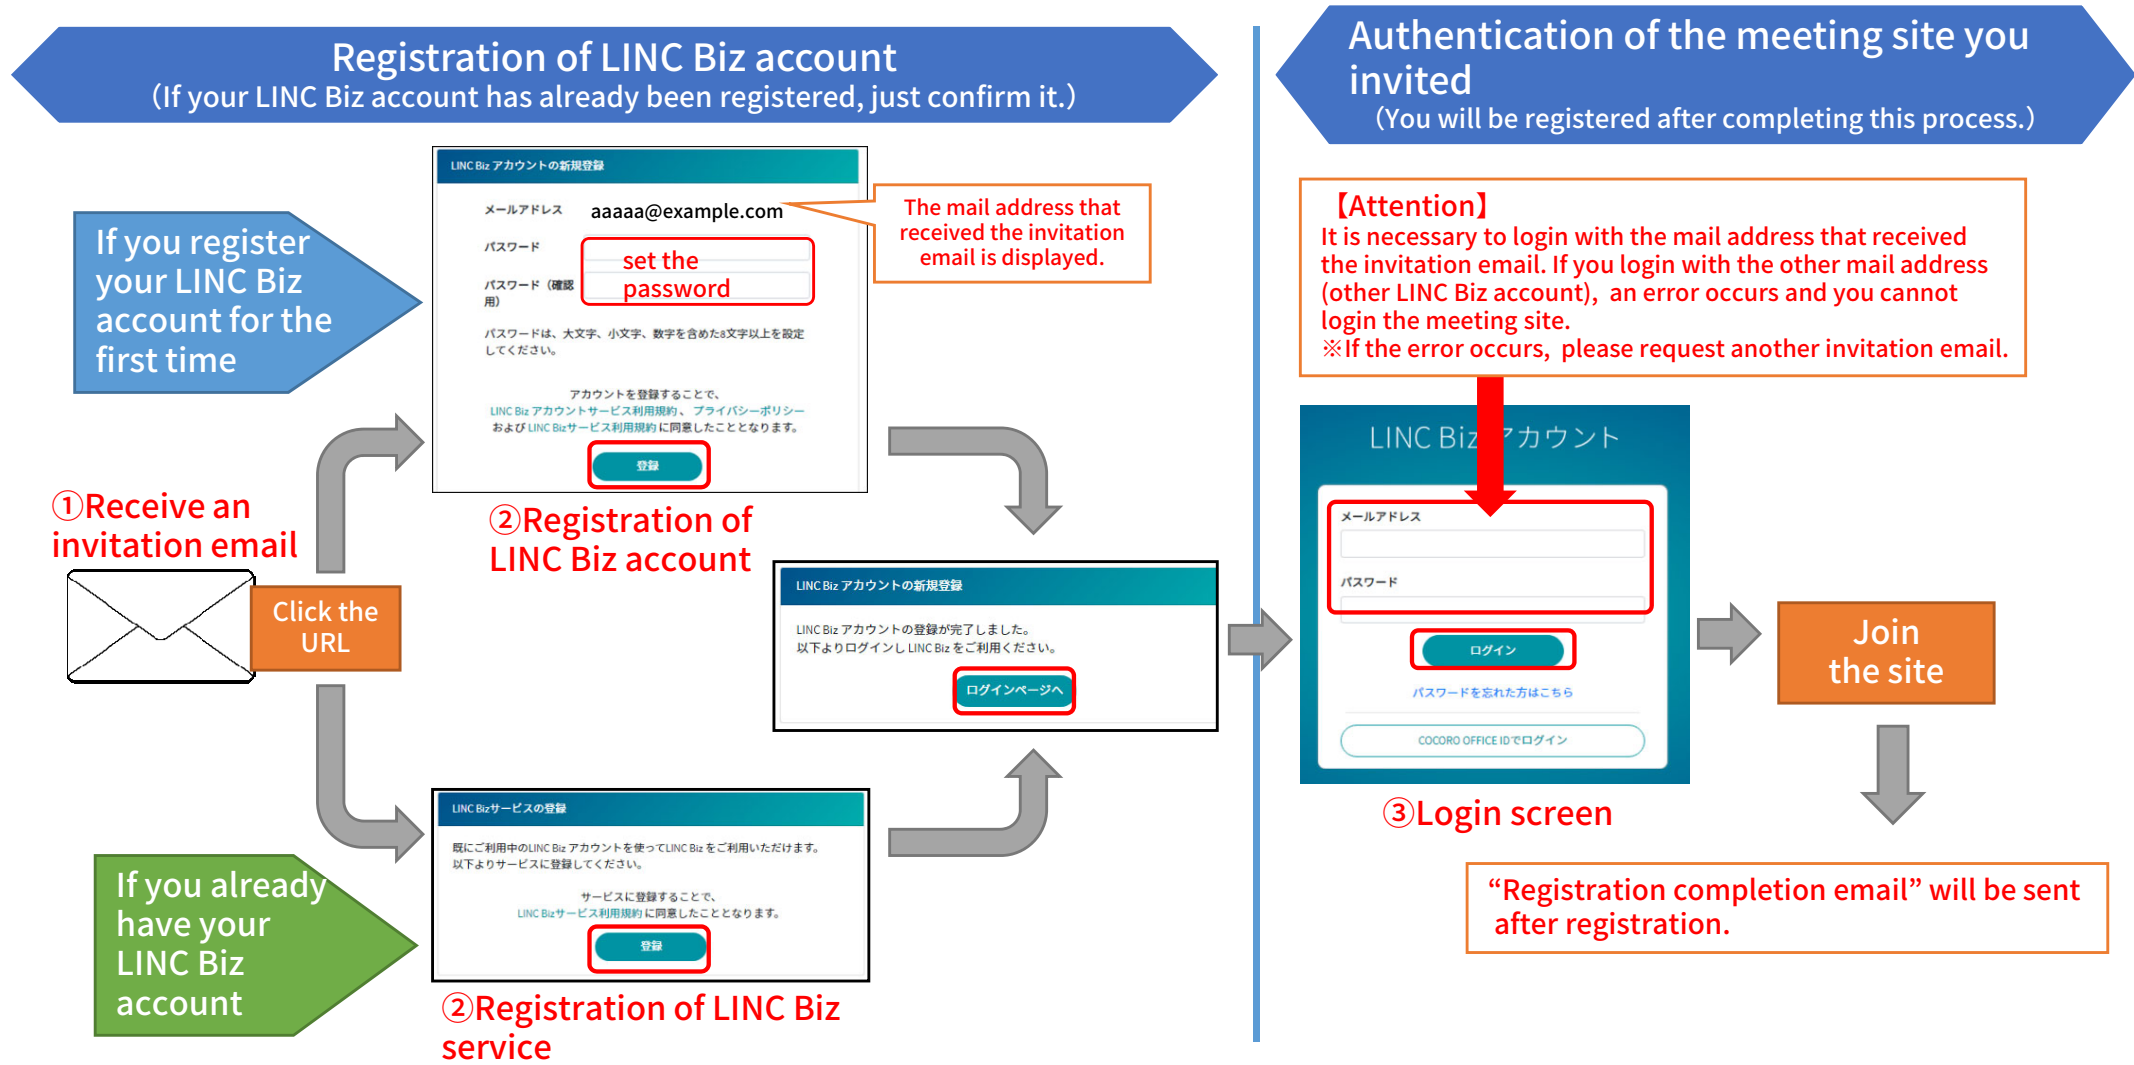 Registration of LINC Biz account
（If your LINC Biz account has already been registered, just confirm it.）
Authentication of the meeting site you
invited
（You will be registered after completing this process.）
If you register
your LINC Biz
account for the
first time
LINC Biz アカウントの新規登録
メールアドレス
aaaaa@example.com
パスワード
set the
password
パスワード（確認
用）
パスワードは、大文字、小文字、数字を含めた8文字以上を設定
してください。
アカウントを登録することで、
LINC Biz アカウントサービス利用規約 、 プライバシーポリシー
および LINC Bizサービス利用規約 に同意したこととなります。
登録
The mail address that
received the invitation
email is displayed.
②Registration of
LINC Biz account
①Receive an
invitation email
Click the
URL
LINC Biz アカウントの新規登録
LINC Biz アカウントの登録が完了しました。
以下よりログインし LINC Biz をご利用ください。
ログインページへ
If you already
have your
LINC Biz
account
LINC Bizサービスの登録
既にご利用中のLINC Biz アカウントを使ってLINC Biz をご利用いただけます。
以下よりサービスに登録してください。
サービスに登録することで、
LINC Bizサービス利用規約 に同意したこととなります。
登録
②Registration of LINC Biz
service
【Attention】
It is necessary to login with the mail address that received
the invitation email. If you login with the other mail address
(other LINC Biz account), an error occurs and you cannot
login the meeting site.
※If the error occurs, please request another invitation email.
LINC Biz アカウント
メールアドレス
パスワード
ログイン
パスワードを忘れた方はこちら
COCORO OFFICE IDでログイン
③Login screen
Join
the site
“Registration completion email” will be sent
after registration.